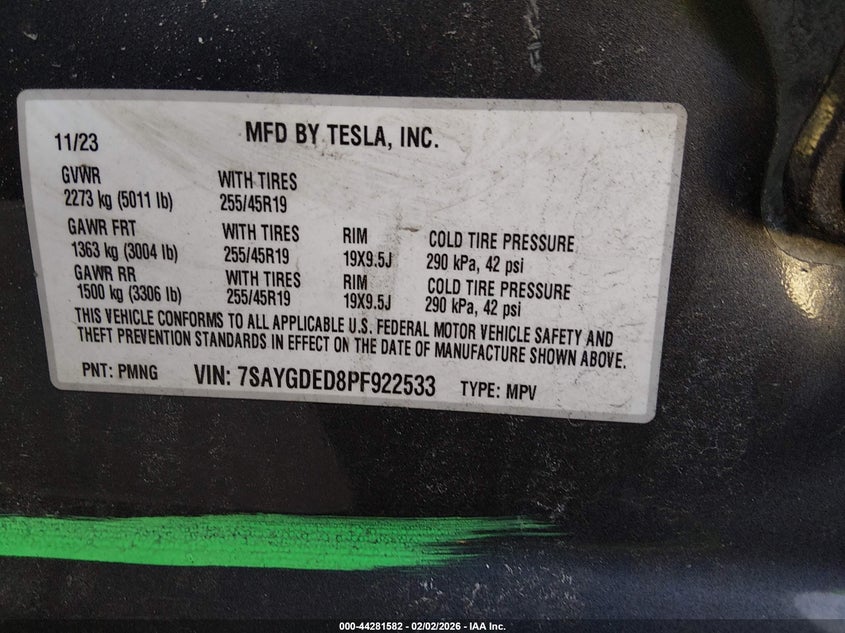 11/23 MFD BY TESLA, INC.
GVWR WITH TIRES
2273 kg (5011 lb) 255/45R19
GAWR FRT WITH TIRES RIM COLD TIRE PRESSURE
1363 kg (3004 lb) 255/45R19 19X9.5J 290 kPa, 42 psi
GAWR RR WITH TIRES RIM COLD TIRE PRESSURE
1500 kg (3306 lb) 255/45R19 19X9.5J 290 kPa, 42 psi
THIS VEHICLE CONFORMS TO ALL APPLICABLE U.S. FEDERAL MOTOR VEHICLE SAFETY AND
THEFT PREVENTION STANDARDS IN EFFECT ON THE DATE OF MANUFACTURE SHOWN ABOVE.
PNT: PMNG VIN: 7SAYGDED8PF922533 TYPE: MPV
000-44281582 - 02/02/2026 - IAA Inc.